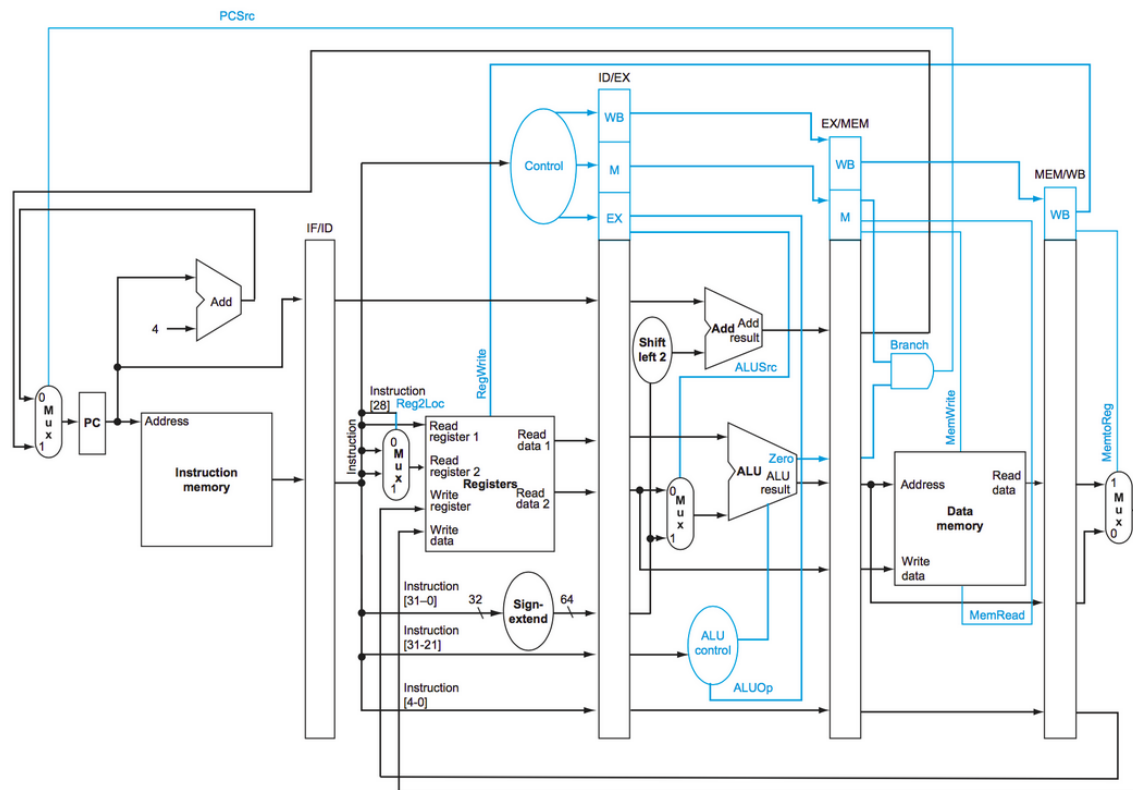 PCSrc
ID/EX
WB
EX/MEM
Control
M
WB
MEM/WB
EX
M
WB
IF/ID
Add
4
Add Add
result
Shift
left 2
Branch
ALUSrc
RegWrite
Instruction
[28]
Reg2Loc
MemWrite
MemtoReg
0
M
u
x
1
PC
Address
Instruction
memory
Instruction
0
M
u
x
1
Read
register 1
Read
data 1
Read
register 2
Registers
Write
register
Read
data 2
Write
data
Zero
ALU
ALU
result
0
M
u
x
1
Address
Read
data
Data
memory
Write
data
1
M
u
x
0
Instruction
[31–0]
32
Sign-
extend
64
MemRead
Instruction
[31-21]
ALU
control
Instruction
[4-0]
ALUOp